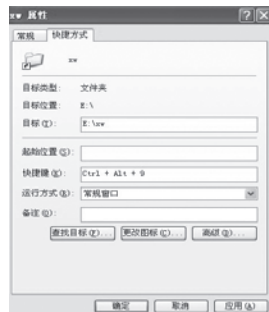 xw 属性
常规 快捷方式
xw
目标类型: 文件夹
目标位置: E:\
目标(T): E:\xw
起始位置(S):
快捷键(K): Ctrl + Alt + 9
运行方式(R): 常规窗口
备注(O):
查找目标(F)... 更改图标(C)... 高级(D)...
确定 取消 应用(A)